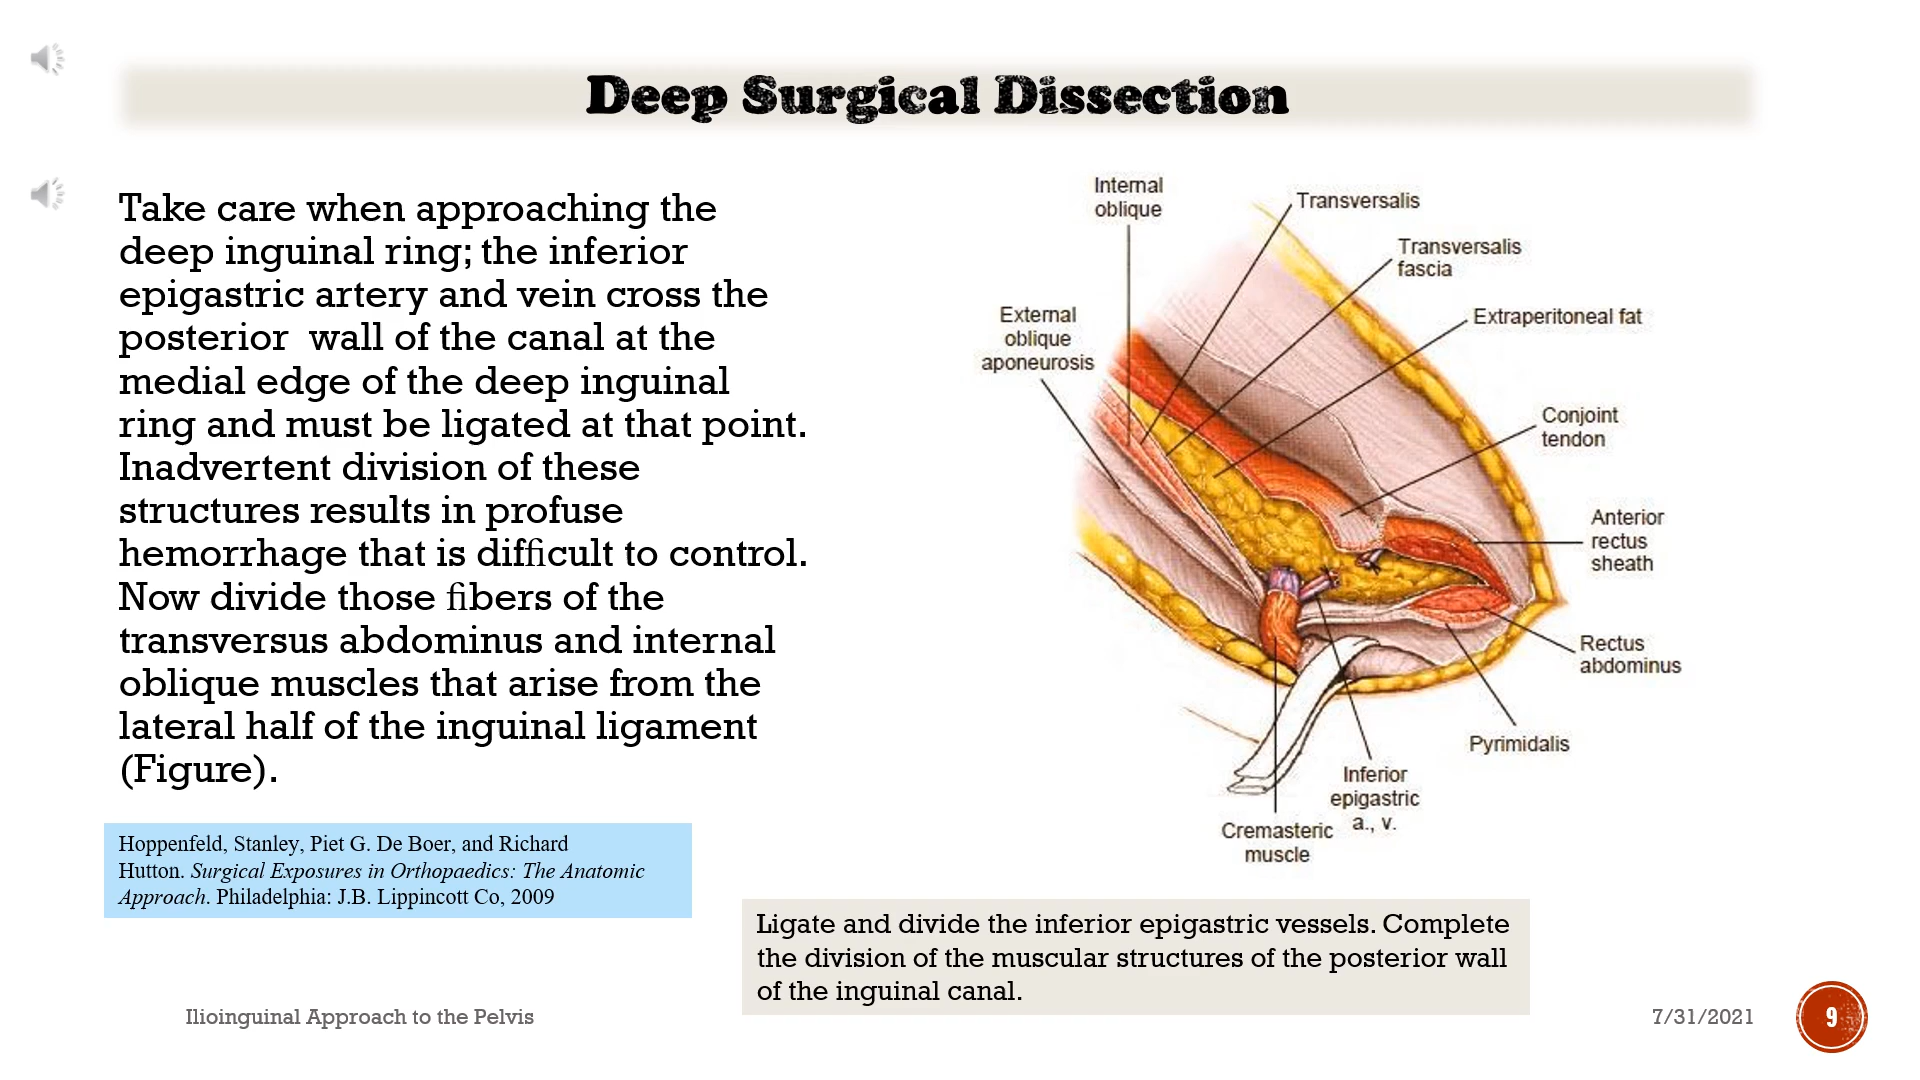 Deep Surgical Dissection
Take care when approaching the
deep inguinal ring; the inferior
epigastric artery and vein cross the
posterior  wall of the canal at the
medial edge of the deep inguinal
ring and must be ligated at that point.
Inadvertent division of these
structures results in profuse
hemorrhage that is difficult to control.
Now divide those fibers of the
transversus abdominus and internal
oblique muscles that arise from the
lateral half of the inguinal ligament
(Figure).
Hoppenfeld, Stanley, Piet G. De Boer, and Richard
Hutton. Surgical Exposures in Orthopaedics: The Anatomic
Approach. Philadelphia: J.B. Lippincott Co, 2009
Internal
oblique
Transversalis
Transversalis
fascia
External
oblique
aponeurosis
Extraperitoneal fat
Conjoint
tendon
Anterior
rectus
sheath
Rectus
abdominus
Pyrimidalis
Inferior
epigastric
a., v.
Cremasteric
muscle
Ligate and divide the inferior epigastric vessels. Complete
the division of the muscular structures of the posterior wall
of the inguinal canal.
Ilioinguinal Approach to the Pelvis
7/31/2021
9